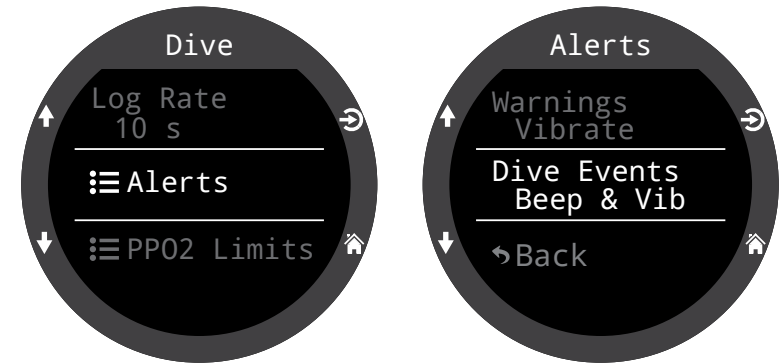 Dive
Log Rate
10 s
Alerts
PPO2 Limits
Alerts
Warnings
Vibrate
Dive Events
Beep & Vib
Back